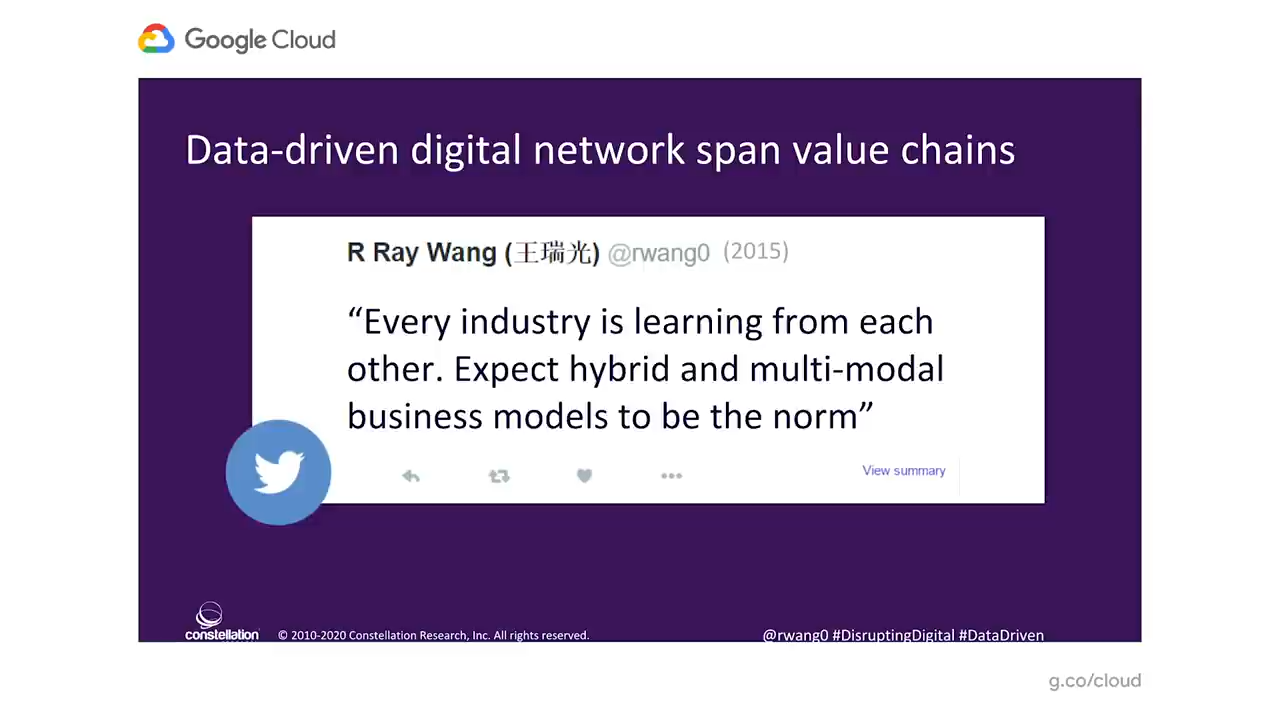 Google Cloud
Data-driven digital network span value chains
R Ray Wang (王瑞光) @rwang0 (2015)
“Every industry is learning from each
other. Expect hybrid and multi-modal
business models to be the norm”
View summary
constellation
© 2010-2020 Constellation Research, Inc. All rights reserved.
@rwang0 #DisruptingDigital #DataDriven
g.co/cloud